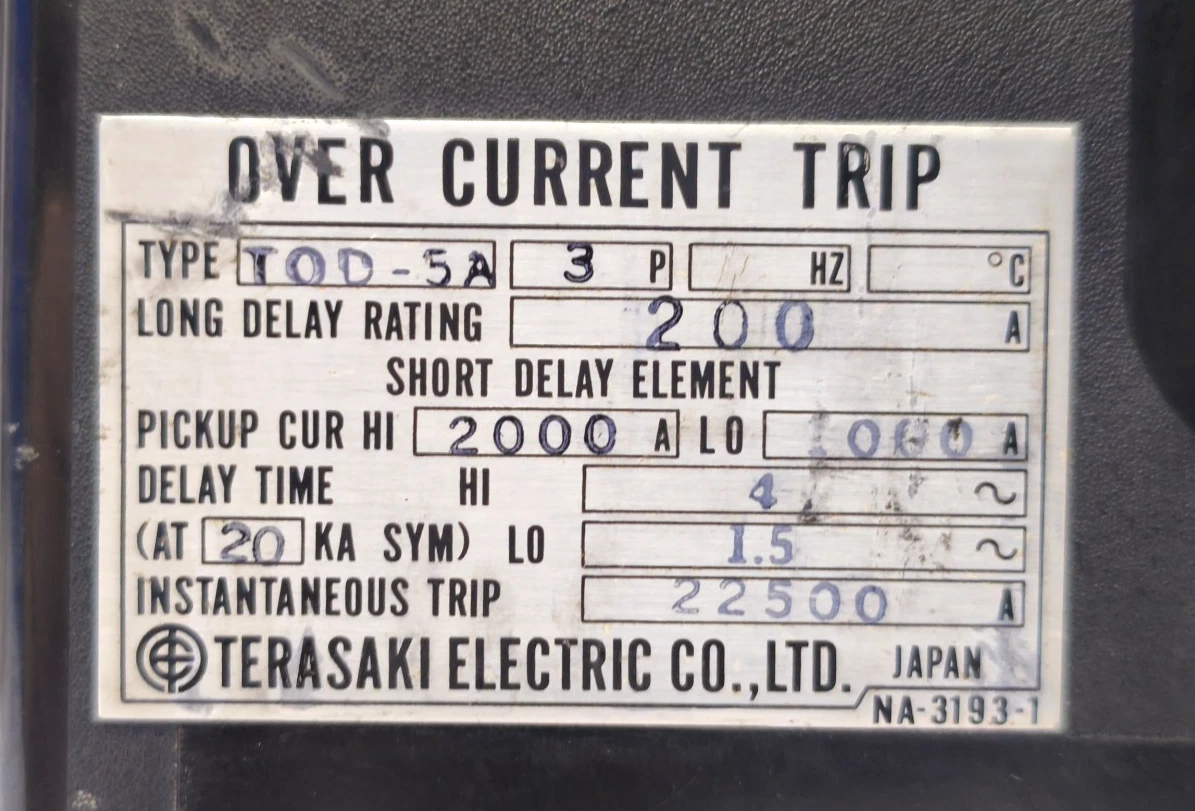 OVER CURRENT TRIP
TYPE TOD-5A 3 P HZ °C
LONG DELAY RATING 200 A
SHORT DELAY ELEMENT
PICKUP CUR HI 2000 A LO 1000 A
DELAY TIME HI 4 ~
(AT 20 KA SYM) LO 1.5 ~
INSTANTANEOUS TRIP 22500 A
TERASAKI ELECTRIC CO.,LTD. JAPAN
NA-3193-1